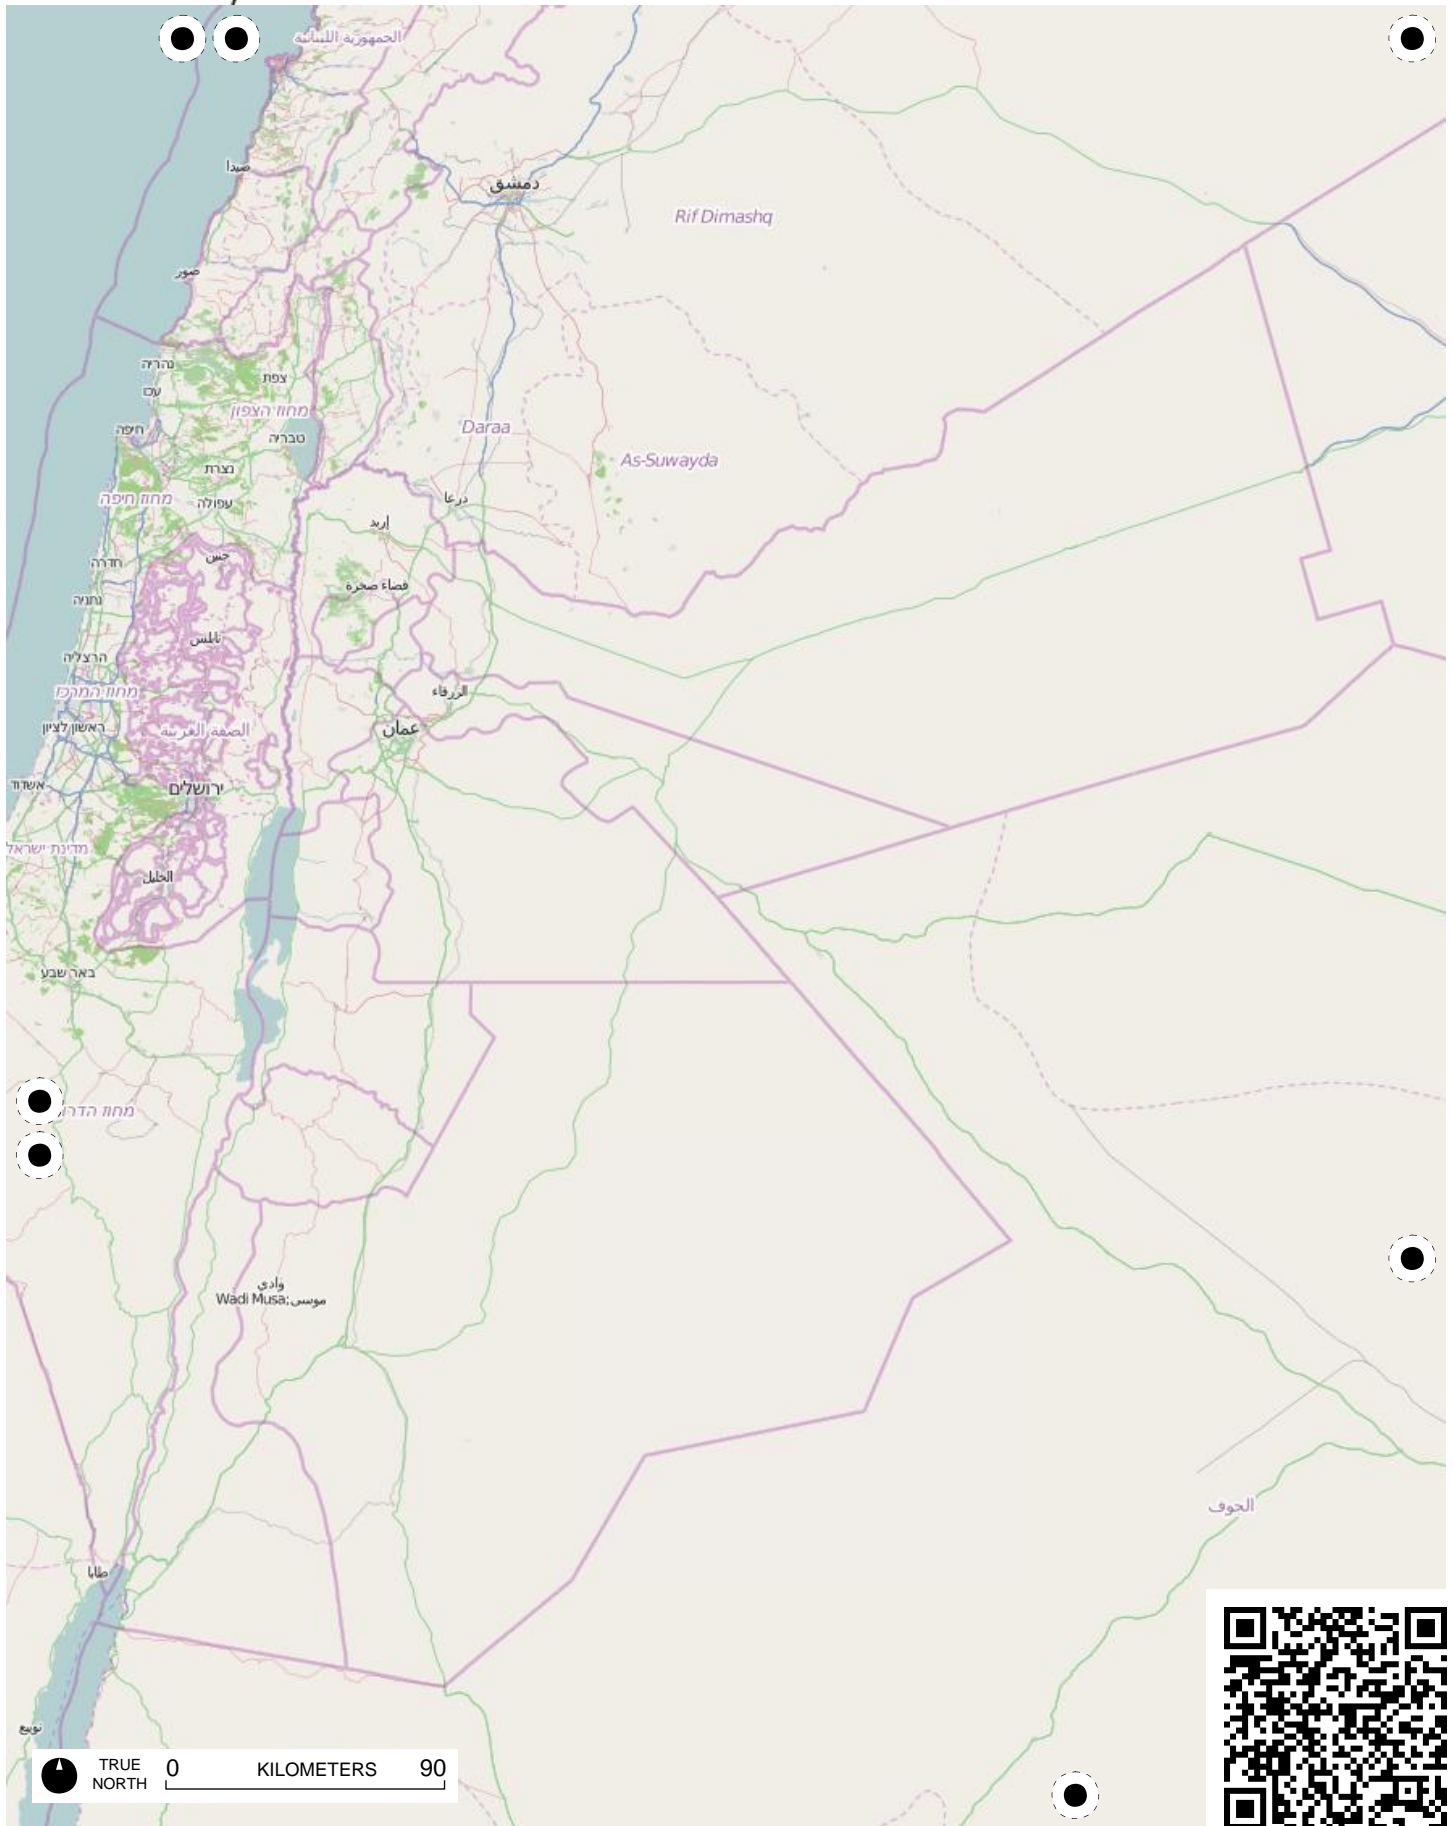 الجمهورية اللبنانية
صيدا
دمشق
Rif Dimashq
صور
נהריה
צפת
עכו
מחוז הצפון
Daraa
חיפה
טבריה
As-Suwayda
נצרת
מחוז חיפה
עפולה
درعا
إربد
جنين
חדרה
قضاء صخرة
נתניה
نابلس
הרצליה
מחוז המרכז
الزرقاء
ראשון לציון
الضفة الغربية
عمان
אשדוד
ירושלים
מדינת ישראל
الخليل
באר שבע
מחוז הדרו
وادي
Wadi Musa;موسى
الجوف
طابا
نويبع
TRUE
NORTH
0 KILOMETERS 90